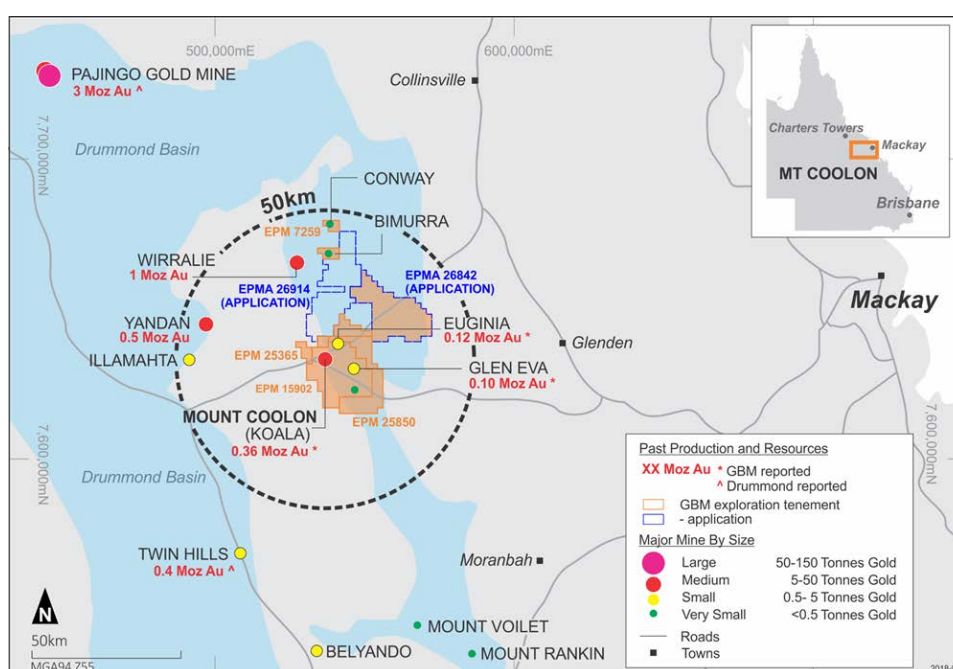 500,000mE
600,000mE
PAJINGO GOLD MINE
3 Moz Au ^
Collinsville
7,700,000mN
Drummond Basin
Charters Towers
Mackay
MT COOLON
Brisbane
CONWAY
50km
BIMURRA
EPM 7259
WIRRALIE
1 Moz Au
EPMA 26914
(APPLICATION)
EPMA 26842
(APPLICATION)
Mackay
YANDAN
0.5 Moz Au
EUGINIA
0.12 Moz Au *
Glenden
ILLAMAHTA
EPM 25365
GLEN EVA
0.10 Moz Au *
EPM 15902
MOUNT COOLON
(KOALA)
EPM 25850
0.36 Moz Au *
7,600,000mN
7,600,000mN
Drummond Basin
TWIN HILLS
0.4 Moz Au ^
Moranbah
MOUNT VOILET
BELYANDO
MOUNT RANKIN
N
50km
MGA94 Z55
Past Production and Resources
XX Moz Au * GBM reported
^ Drummond reported
GBM exploration tenement
- application
Major Mine By Size
Large 50-150 Tonnes Gold
Medium 5-50 Tonnes Gold
Small 0.5- 5 Tonnes Gold
Very Small <0.5 Tonnes Gold
Roads
Towns